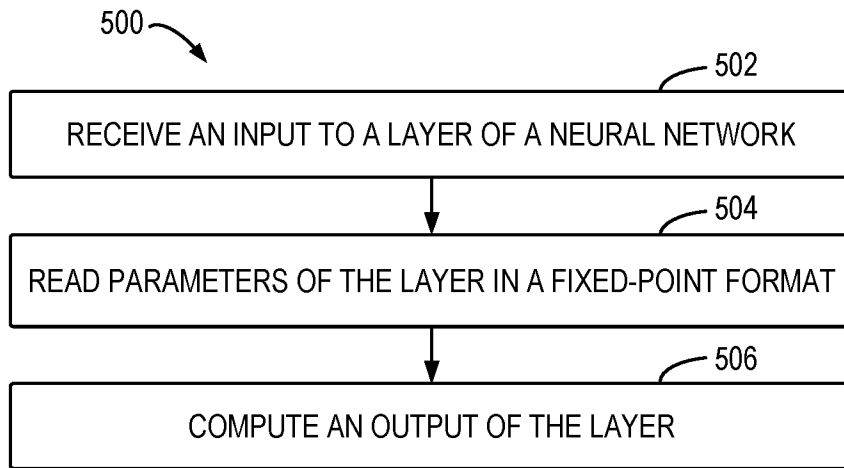 500
502
RECEIVE AN INPUT TO A LAYER OF A NEURAL NETWORK
504
READ PARAMETERS OF THE LAYER IN A FIXED-POINT FORMAT
506
COMPUTE AN OUTPUT OF THE LAYER